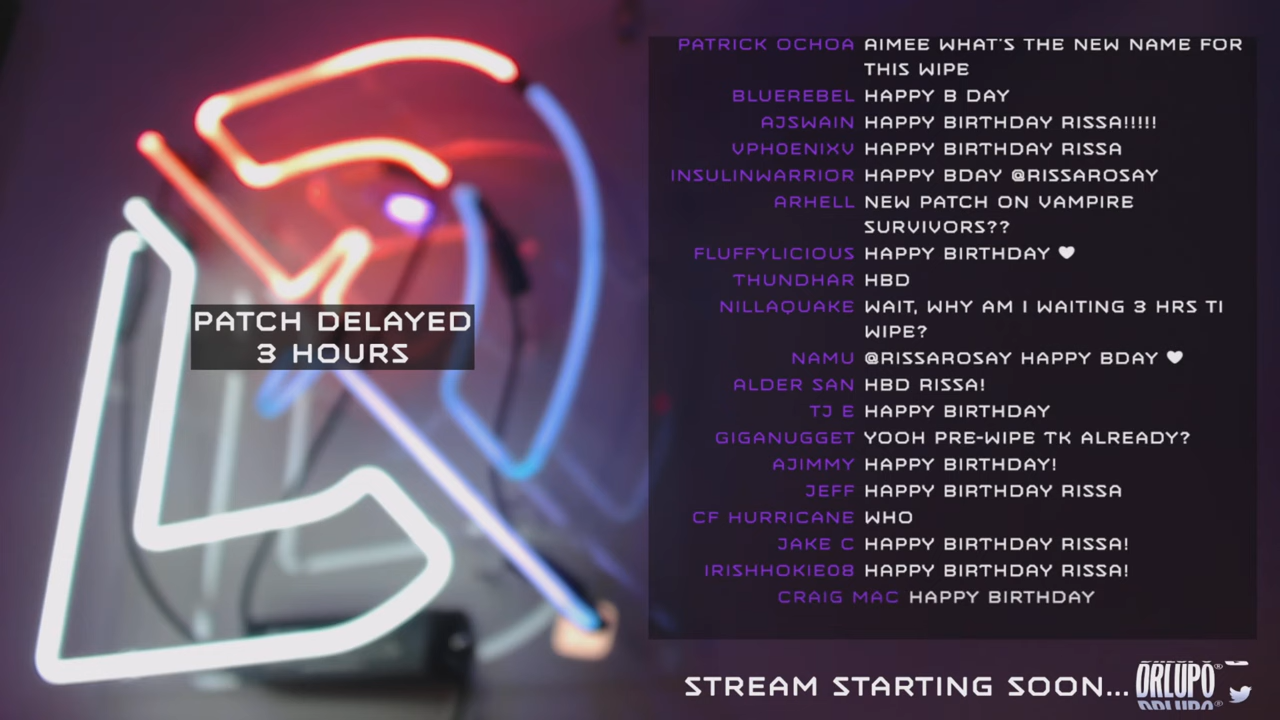 PATCH DELAYED
3 HOURS
PATRICK OCHOA AIMEE WHAT'S THE NEW NAME FOR
THIS WIPE
BLUEREBEL HAPPY B DAY
AJSWAIN HAPPY BIRTHDAY RISSA!!!!!
VPHOENIXV HAPPY BIRTHDAY RISSA
INSULINWARRIOR HAPPY BDAY @RISSAROSAY
ARHELL NEW PATCH ON VAMPIRE
SURVIVORS??
FLUFFYLICIOUS HAPPY BIRTHDAY ♥
THUNDHAR HBD
NILLAQUAKE WAIT, WHY AM I WAITING 3 HRS TI
WIPE?
NAMU @RISSAROSAY HAPPY BDAY ♥
ALDER SAN HBD RISSA!
TJ E HAPPY BIRTHDAY
GIGANUGGET YOOH PRE-WIPE TK ALREADY?
AJIMMY HAPPY BIRTHDAY!
JEFF HAPPY BIRTHDAY RISSA
CF HURRICANE WHO
JAKE C HAPPY BIRTHDAY RISSA!
IRISHHOKIE08 HAPPY BIRTHDAY RISSA!
CRAIG MAC HAPPY BIRTHDAY
STREAM STARTING SOON... DRLUPO®